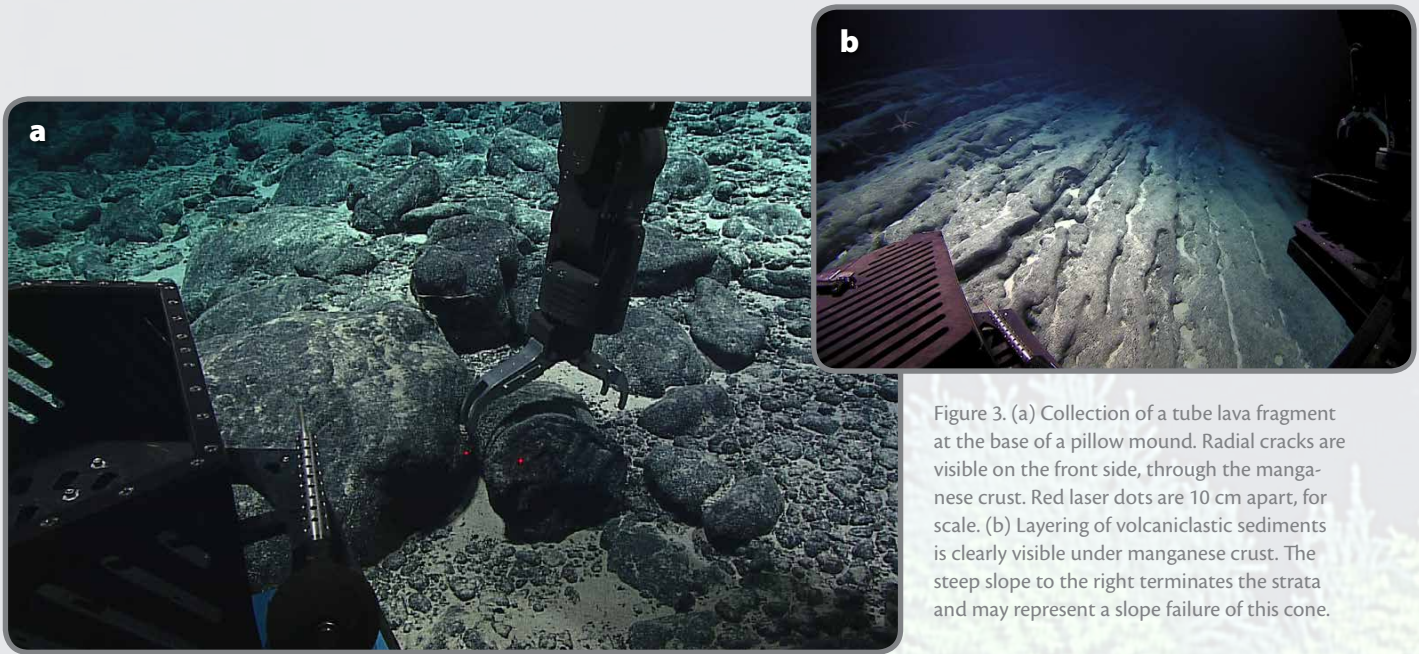 a
b
Figure 3. (a) Collection of a tube lava fragment
at the base of a pillow mound. Radial cracks are
visible on the front side, through the manga-
nese crust. Red laser dots are 10 cm apart, for
scale. (b) Layering of volcaniclastic sediments
is clearly visible under manganese crust. The
steep slope to the right terminates the strata
and may represent a slope failure of this cone.